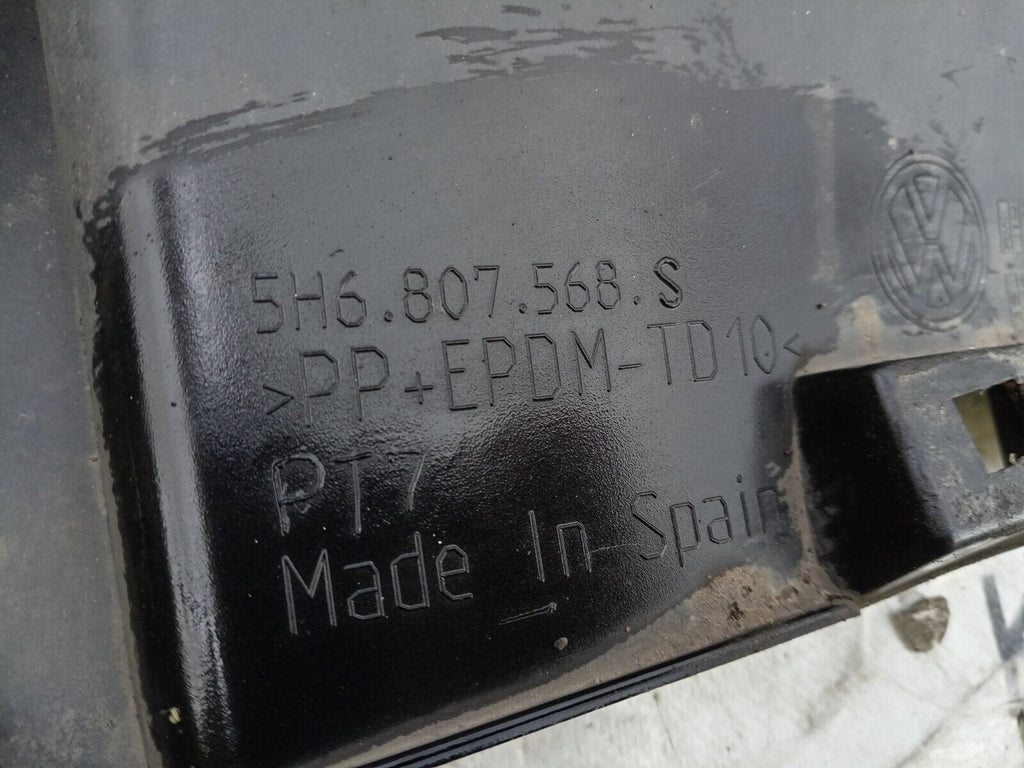 5H6.807.568.S
>PP+EPDM-TD10<
PT7
Made In Spain